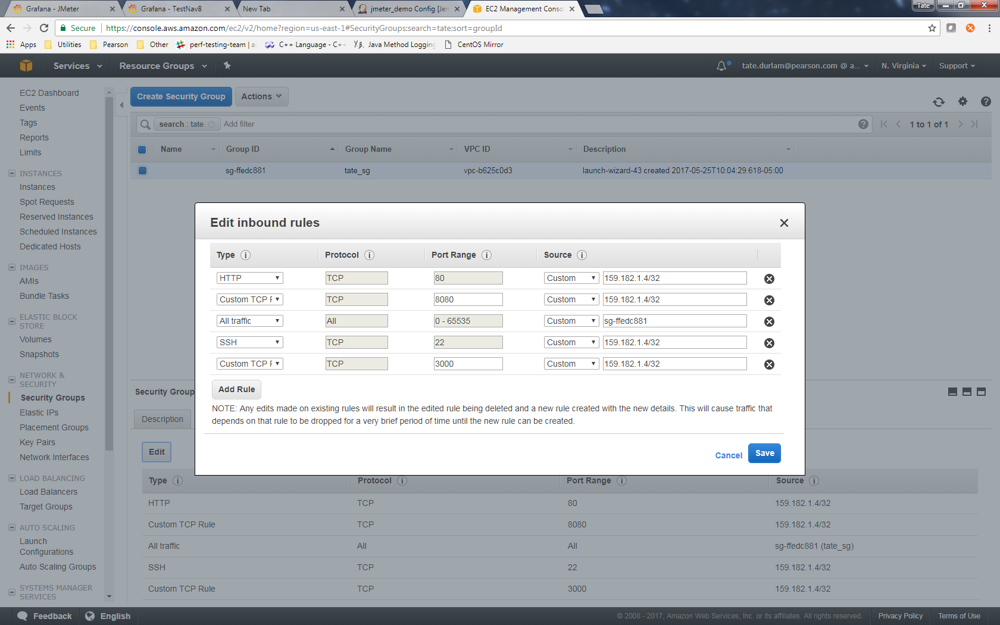 Grafana - JMeter
Grafana - TestNav8
New Tab
jmeter_demo Config [Jen
EC2 Management Conso
Tate
Secure
https://console.aws.amazon.com/ec2/v2/home?region=us-east-1#SecurityGroups:search=tate;sort=groupId
Apps Utilities Pearson Other perf-testing-team | a C++ Language - C+ Java Method Logging CentOS Mirror
Services Resource Groups tate.durlam@pearson.com @ a... N. Virginia Support
EC2 Dashboard
Events
Tags
Reports
Limits
INSTANCES
Instances
Spot Requests
Reserved Instances
Scheduled Instances
Dedicated Hosts
IMAGES
AMIs
Bundle Tasks
ELASTIC BLOCK
STORE
Volumes
Snapshots
NETWORK &
SECURITY
Security Groups
Elastic IPs
Placement Groups
Key Pairs
Network Interfaces
LOAD BALANCING
Load Balancers
Target Groups
AUTO SCALING
Launch
Configurations
Auto Scaling Groups
SYSTEMS MANAGER
SERVICES
Create Security Group Actions
search : tate Add filter 1 to 1 of 1
Name Group ID Group Name VPC ID Description
sg-ffedc881 tate_sg vpc-b625c0d3 launch-wizard-43 created 2017-05-25T10:04:29.618-05:00
Edit inbound rules
Type Protocol Port Range Source
HTTP TCP 80 Custom 159.182.1.4/32
Custom TCP TCP 8080 Custom 159.182.1.4/32
All traffic All 0 - 65535 Custom sg-ffedc881
SSH TCP 22 Custom 159.182.1.4/32
Custom TCP TCP 3000 Custom 159.182.1.4/32
Add Rule
NOTE: Any edits made on existing rules will result in the edited rule being deleted and a new rule created with the new details. This will cause traffic that
depends on that rule to be dropped for a very brief period of time until the new rule can be created.
Cancel Save
Security Group
Description
Edit
Type Protocol Port Range Source
HTTP TCP 80 159.182.1.4/32
Custom TCP Rule TCP 8080 159.182.1.4/32
All traffic All All sg-ffedc881 (tate_sg)
SSH TCP 22 159.182.1.4/32
Custom TCP Rule TCP 3000 159.182.1.4/32
Feedback English © 2008 - 2017, Amazon Web Services, Inc. or its affiliates. All rights reserved. Privacy Policy Terms of Use